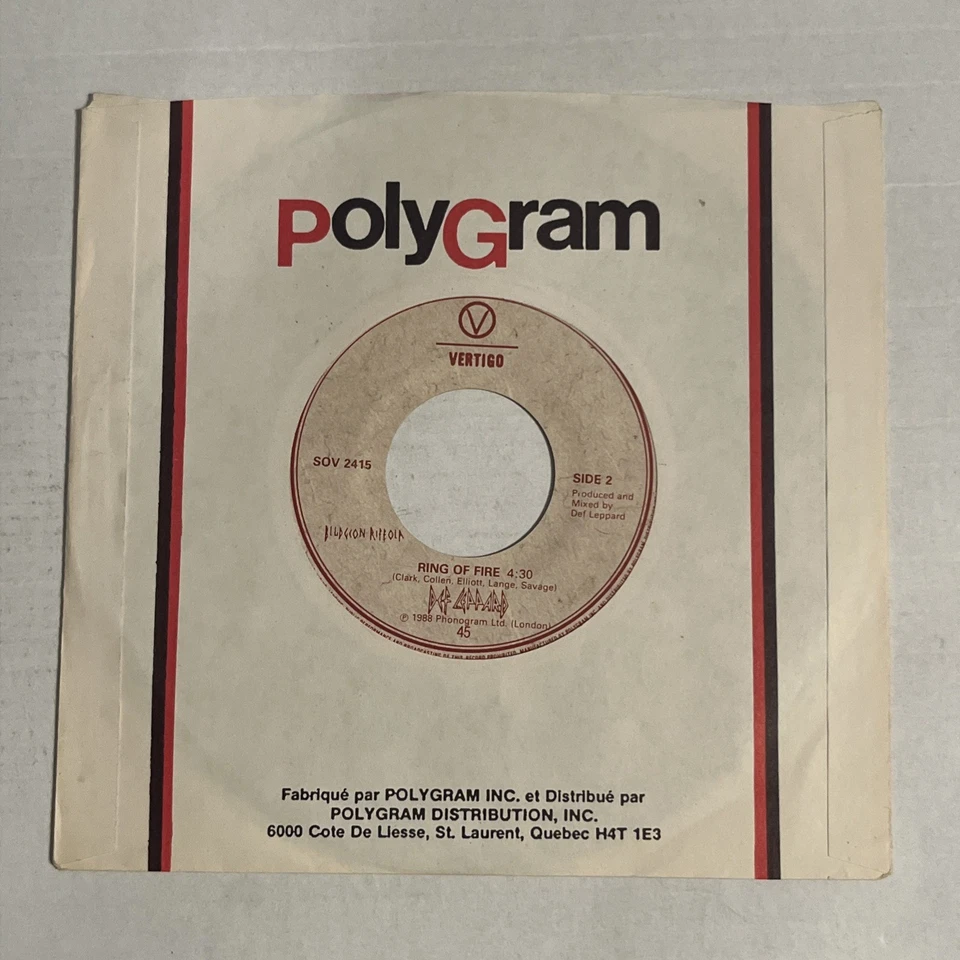 PolyGram
V
VERTIGO
SOV 2415
SIDE 2
Produced and
Mixed by
Def Leppard
BILUDGEON RIFFOLA
RING OF FIRE 4:30
(Clark, Collen, Elliott, Lange, Savage)
DEF LEPPARD
℗ 1988 Phonogram Ltd. (London)
45
Fabriqué par POLYGRAM INC. et Distribué par
POLYGRAM DISTRIBUTION, INC.
6000 Cote De Liesse, St. Laurent, Quebec H4T 1E3